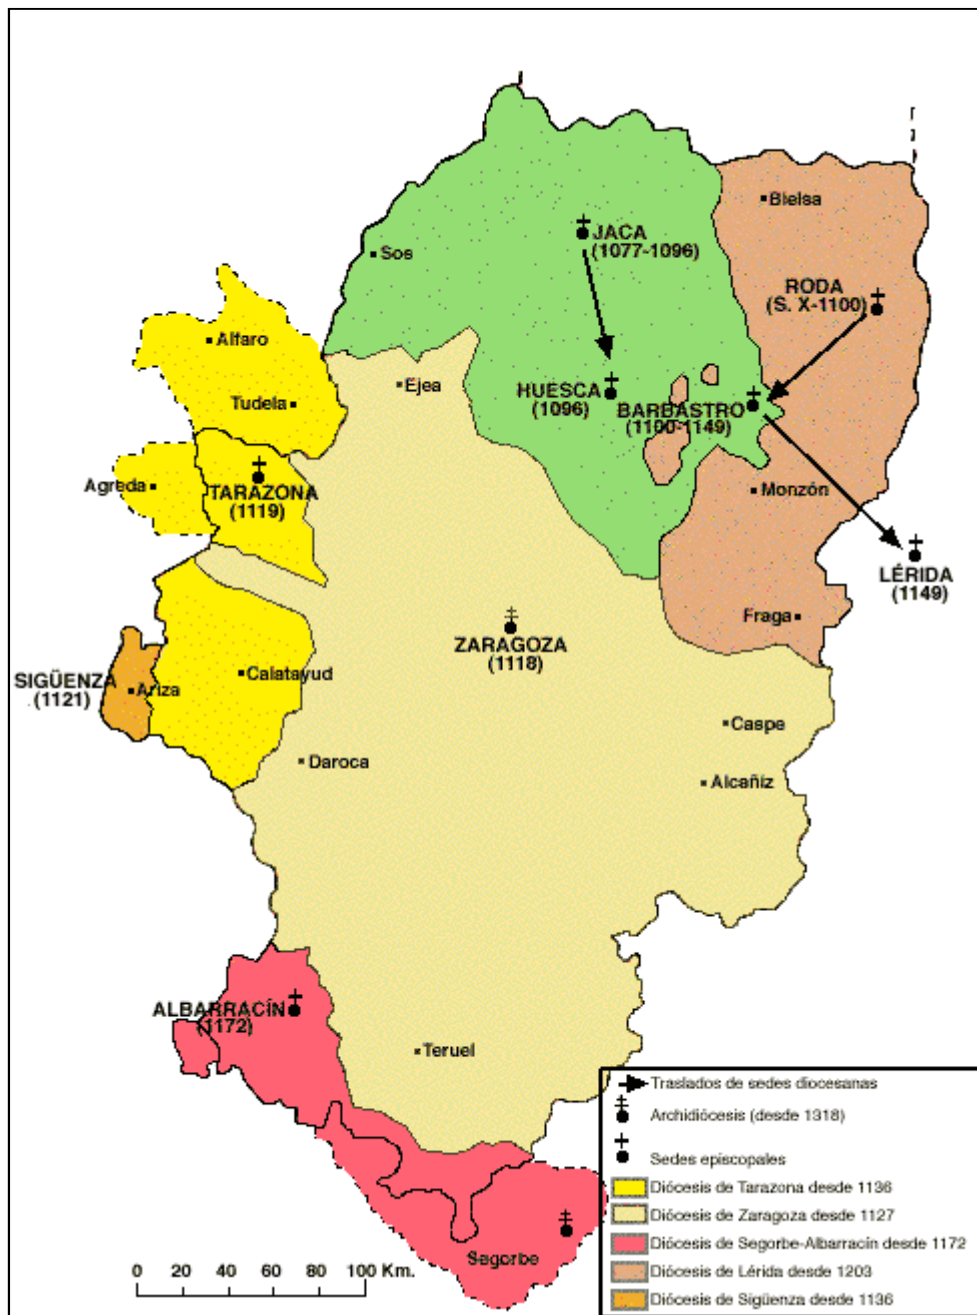 Bielsa
JACA
(1077-1096)
Sos
RODA
(S. X-1100)
Alfaro
Ejea
HUESCA
(1096)
BARBASTRO
(1100-1149)
Tudela
Agreda
TARAZONA
(1119)
Monzón
LÉRIDA
(1149)
Fraga
ZARAGOZA
(1118)
SIGÜENZA
(1121)
Ariza
Calatayud
Caspe
Daroca
Alcañiz
ALBARRACÍN
(1172)
Teruel
Segorbe
0 20 40 60 80 100 Km.
Traslados de sedes diocesanas
Archidiócesis (desde 1318)
Sedes episcopales
Diócesis de Tarazona desde 1136
Diócesis de Zaragoza desde 1127
Diócesis de Segorbe-Albarracín desde 1172
Diócesis de Lérida desde 1203
Diócesis de Sigüenza desde 1136